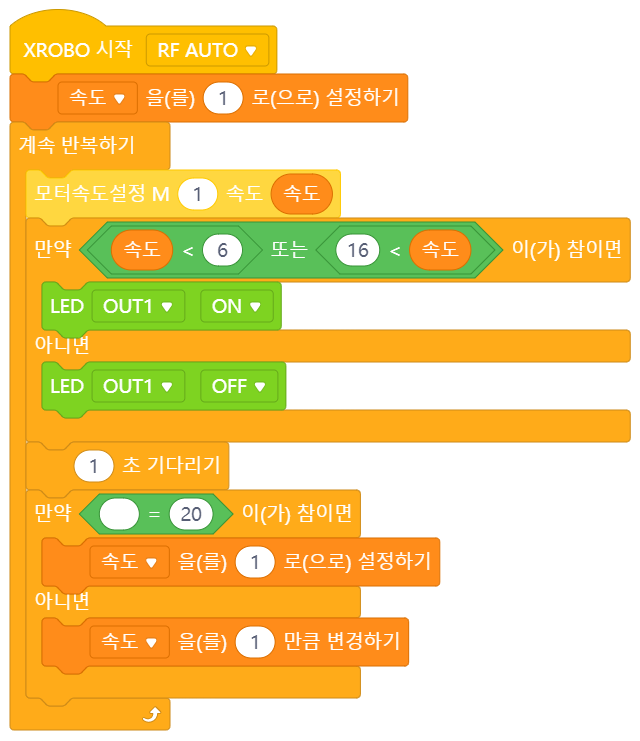 XROBO 시작 RF AUTO
속도 을(를) 1 로(으로) 설정하기
계속 반복하기
모터속도설정 M 1 속도 속도
만약 속도 < 6 또는 16 < 속도 이(가) 참이면
LED OUT1 ON
아니면
LED OUT1 OFF
1 초 기다리기
만약 = 20 이(가) 참이면
속도 을(를) 1 로(으로) 설정하기
아니면
속도 을(를) 1 만큼 변경하기